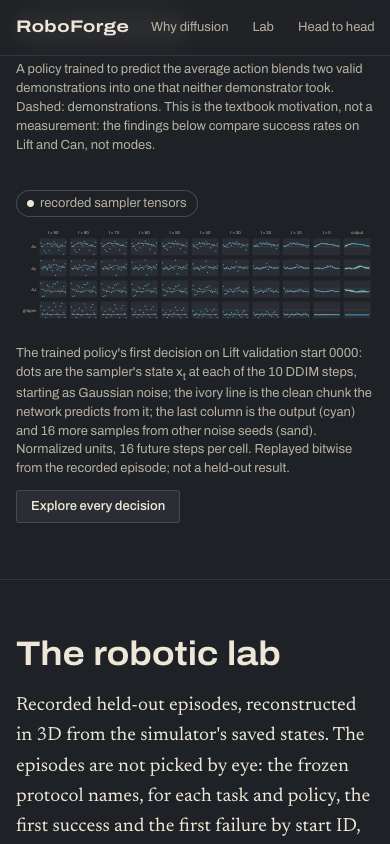 RoboForge Why diffusion Lab Head to head
A policy trained to predict the average action blends two valid
demonstrations into one that neither demonstrator took.
Dashed: demonstrations. This is the textbook motivation, not a
measurement: the findings below compare success rates on
Lift and Can, not modes.
recorded sampler tensors
output
The trained policy's first decision on Lift validation start 0000:
dots are the sampler's state xt at each of the 10 DDIM steps,
starting as Gaussian noise; the ivory line is the clean chunk the
network predicts from it; the last column is the output (cyan)
and 16 more samples from other noise seeds (sand).
Normalized units, 16 future steps per cell. Replayed bitwise
from the recorded episode; not a held-out result.
Explore every decision
The robotic lab
Recorded held-out episodes, reconstructed
in 3D from the simulator's saved states. The
episodes are not picked by eye: the frozen
protocol names, for each task and policy, the
first success and the first failure by start ID,